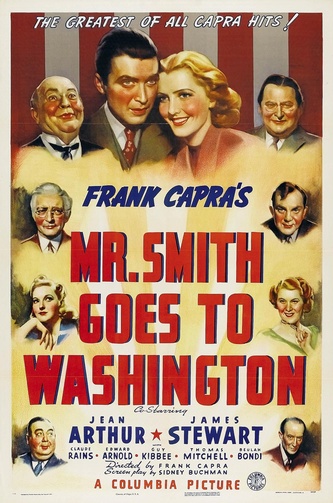 THE GREATEST OF ALL CAPRA HITS!
FRANK CAPRA'S
MR. SMITH
GOES TO
WASHINGTON
Co-Starring
JEAN JAMES
ARTHUR ★ STEWART
CLAUDE RAINS · EDWARD ARNOLD · GUY KIBBEE · THOMAS MITCHELL · BEULAH BONDI
Directed by FRANK CAPRA
Screen play by SIDNEY BUCHMAN
A COLUMBIA PICTURE